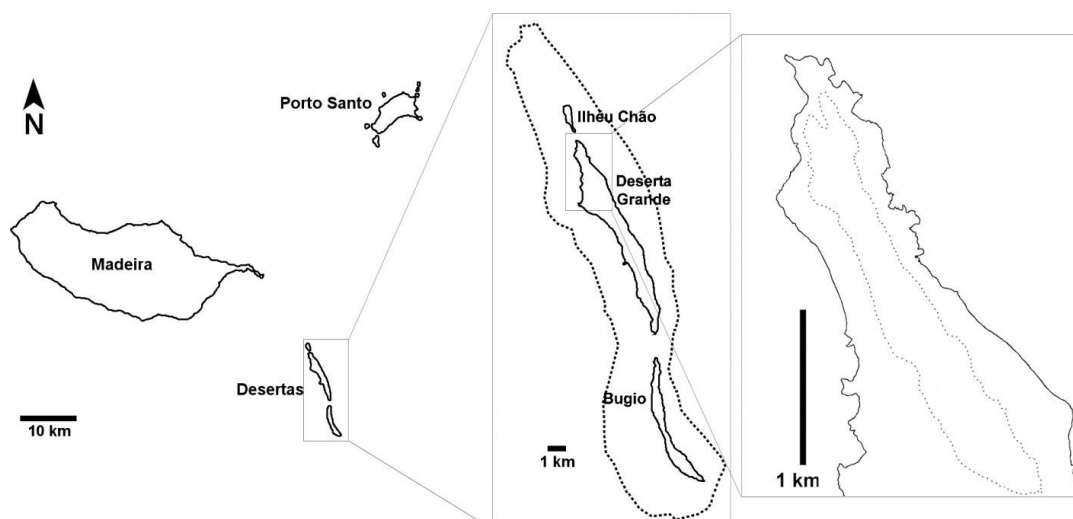 N
Porto Santo
Madeira
Desertas
10 km
Ilhéu Chão
Deserta
Grande
Bugio
1 km
1 km